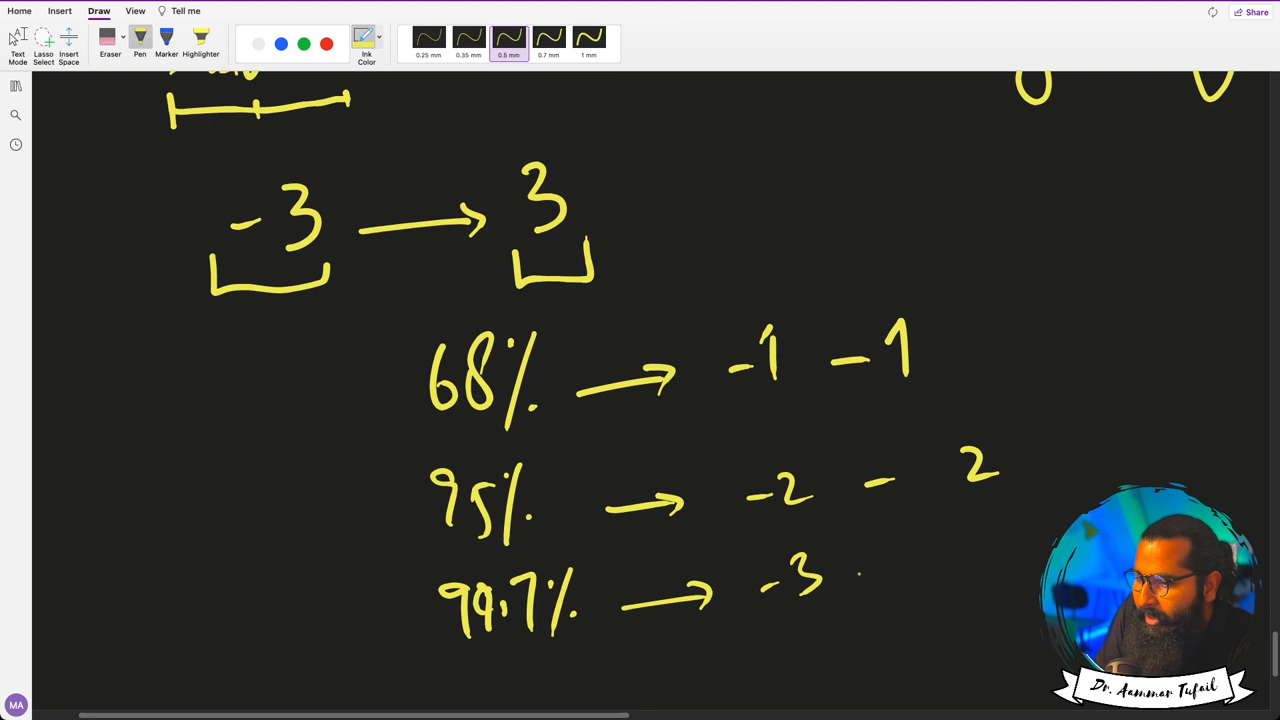 Home Insert Draw View Tell me Share
Text Mode Lasso Select Insert Space Eraser Pen Marker Highlighter Ink Color 0.25 mm 0.35 mm 0.5 mm 0.7 mm 1 mm
-3 → 3
68% → -1 - 1
95% → -2 - 2
99.7% → -3
Dr. Aammar Tufail
MA